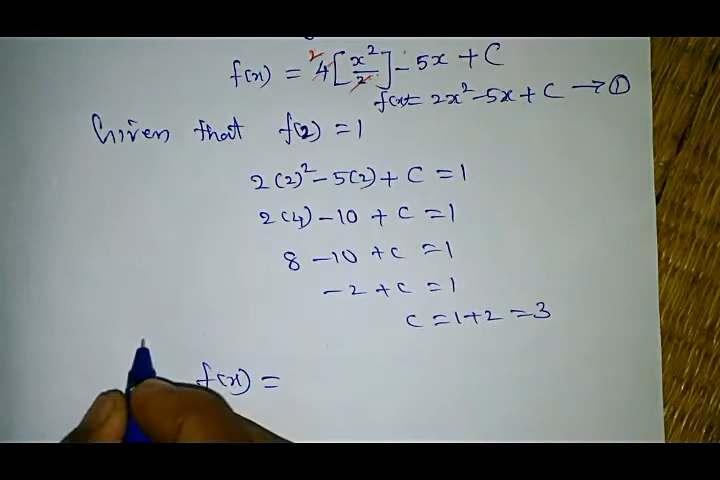 f(x) = 4² [x²/2] - 5x + C
f(x)= 2x² - 5x + C → ①
Given that f(2) = 1
2(2)² - 5(2) + C = 1
2(4) - 10 + C = 1
8 - 10 + C = 1
- 2 + C = 1
C = 1 + 2 = 3
f(x) =